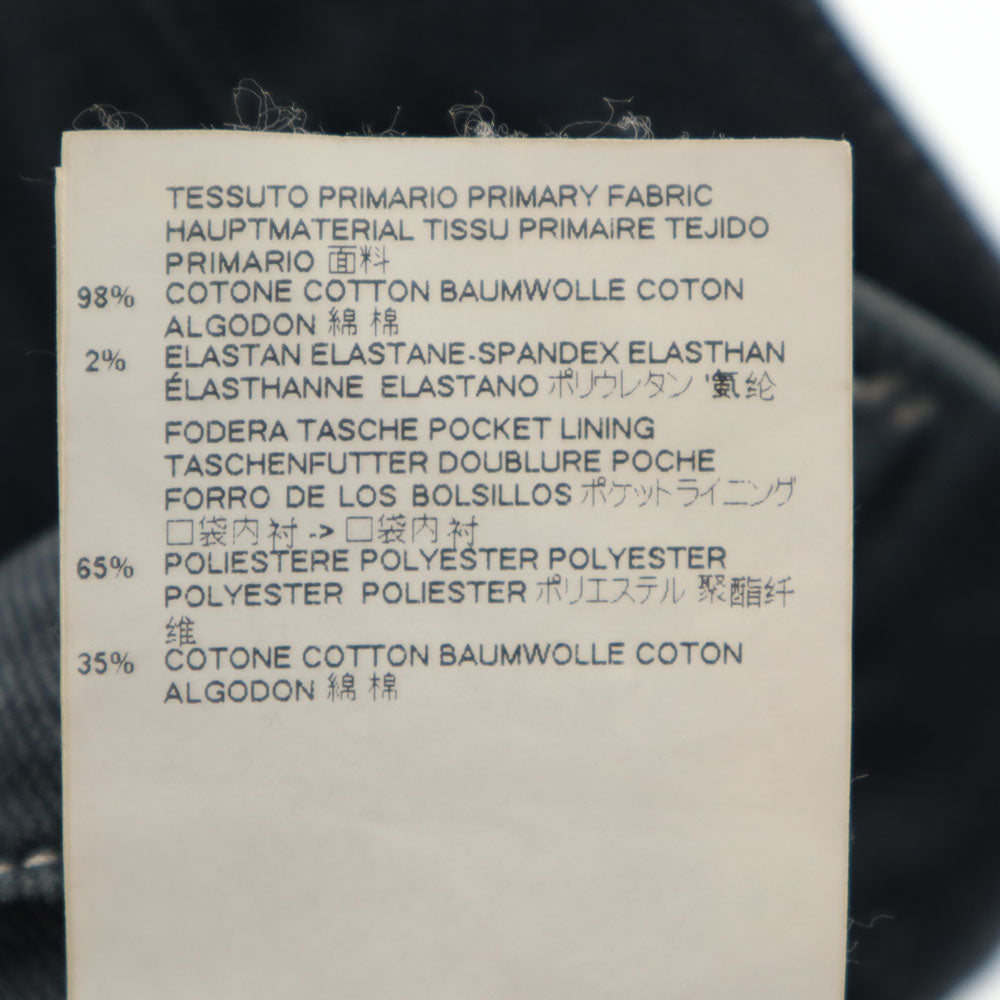 TESSUTO PRIMARIO PRIMARY FABRIC
HAUPTMATERIAL TISSU PRIMAIRE TEJIDO
PRIMARIO 面料
98% COTONE COTTON BAUMWOLLE COTON
ALGODON 綿 棉
2% ELASTAN ELASTANE-SPANDEX ELASTHAN
ÉLASTHANNE ELASTANO ポリウレタン '氨纶
FODERA TASCHE POCKET LINING
TASCHENFUTTER DOUBLURE POCHE
FORRO DE LOS BOLSILLOS ポケットライニング
口袋内衬 -> 口袋内衬
65% POLIESTERE POLYESTER POLYESTER
POLYESTER POLIESTER ポリエステル 聚酯纤
维
35% COTONE COTTON BAUMWOLLE COTON
ALGODON 綿 棉